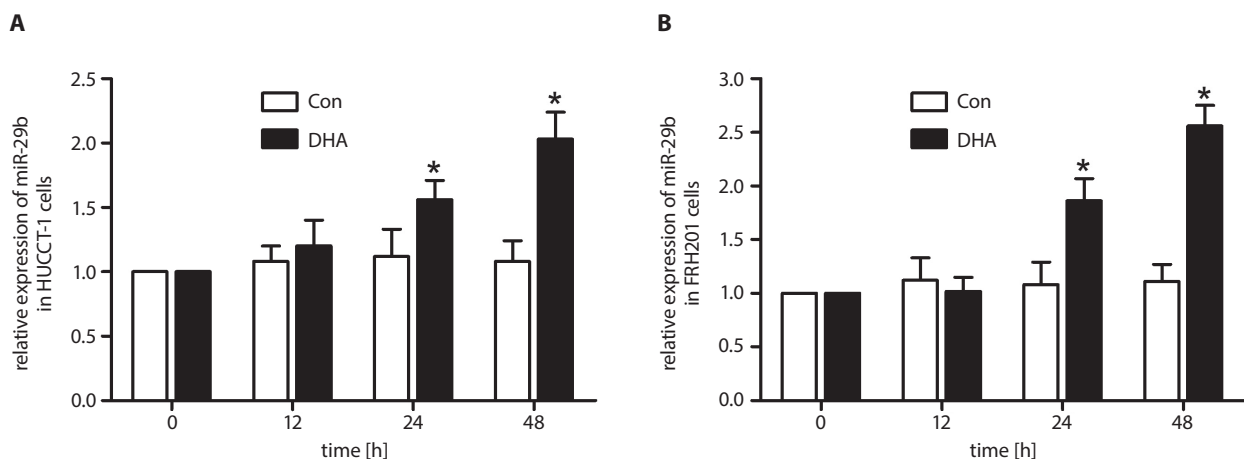 A
relative expression of miR-29b
in HUCCT-1 cells
2.5
2.0
1.5
1.0
0.5
0.0
Con
DHA
*
*
0
12
24
48
time [h]
B
relative expression of miR-29b
in FRH201 cells
3.0
2.5
2.0
1.5
1.0
0.5
0.0
Con
DHA
*
*
0
12
24
48
time [h]